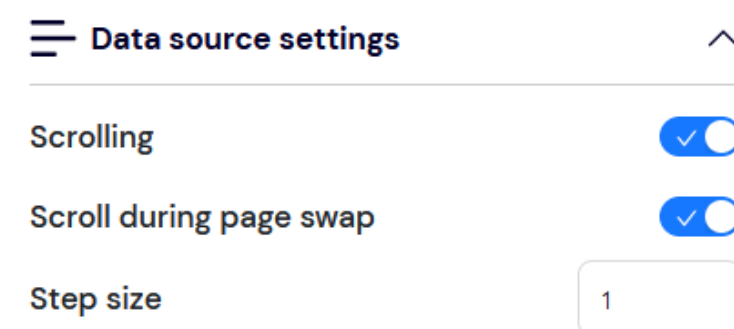 Data source settings
Scrolling
Scroll during page swap
Step size
1